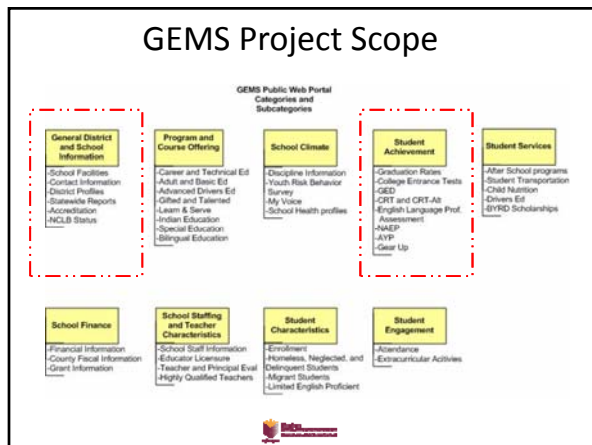 GEMS Project Scope
GEMS Public Web Portal
Categories and
Subcategories
General District
and School
Information
-School Facilities
-Contact Information
-District Profiles
-Statewide Reports
-Accreditation
-NCLB Status
Program and
Course Offering
-Career and Technical Ed
-Adult and Basic Ed
-Advanced Drivers Ed
-Gifted and Talented
-Learn & Serve
-Indian Education
-Special Education
-Bilingual Education
School Climate
-Discipline Information
-Youth Risk Behavior
Survey
-My Voice
-School Health profiles
Student
Achievement
-Graduation Rates
-College Entrance Tests
-GED
-CRT and CRT-Alt
-English Language Prof.
Assessment
-NAEP
-AYP
-Gear Up
Student Services
-After School programs
-Student Transportation
-Child Nutrition
-Drivers Ed
-BYRD Scholarships
School Finance
-Financial Information
-County Fiscal Information
-Grant Information
School Staffing
and Teacher
Characteristics
-School Staff Information
-Educator Licensure
-Teacher and Principal Eval
-Highly Qualified Teachers
Student
Characteristics
-Enrollment
-Homeless, Neglected, and
Delinquent Students
-Migrant Students
-Limited English Proficient
Student
Engagement
-Attendance
-Extracurricular Acitivies